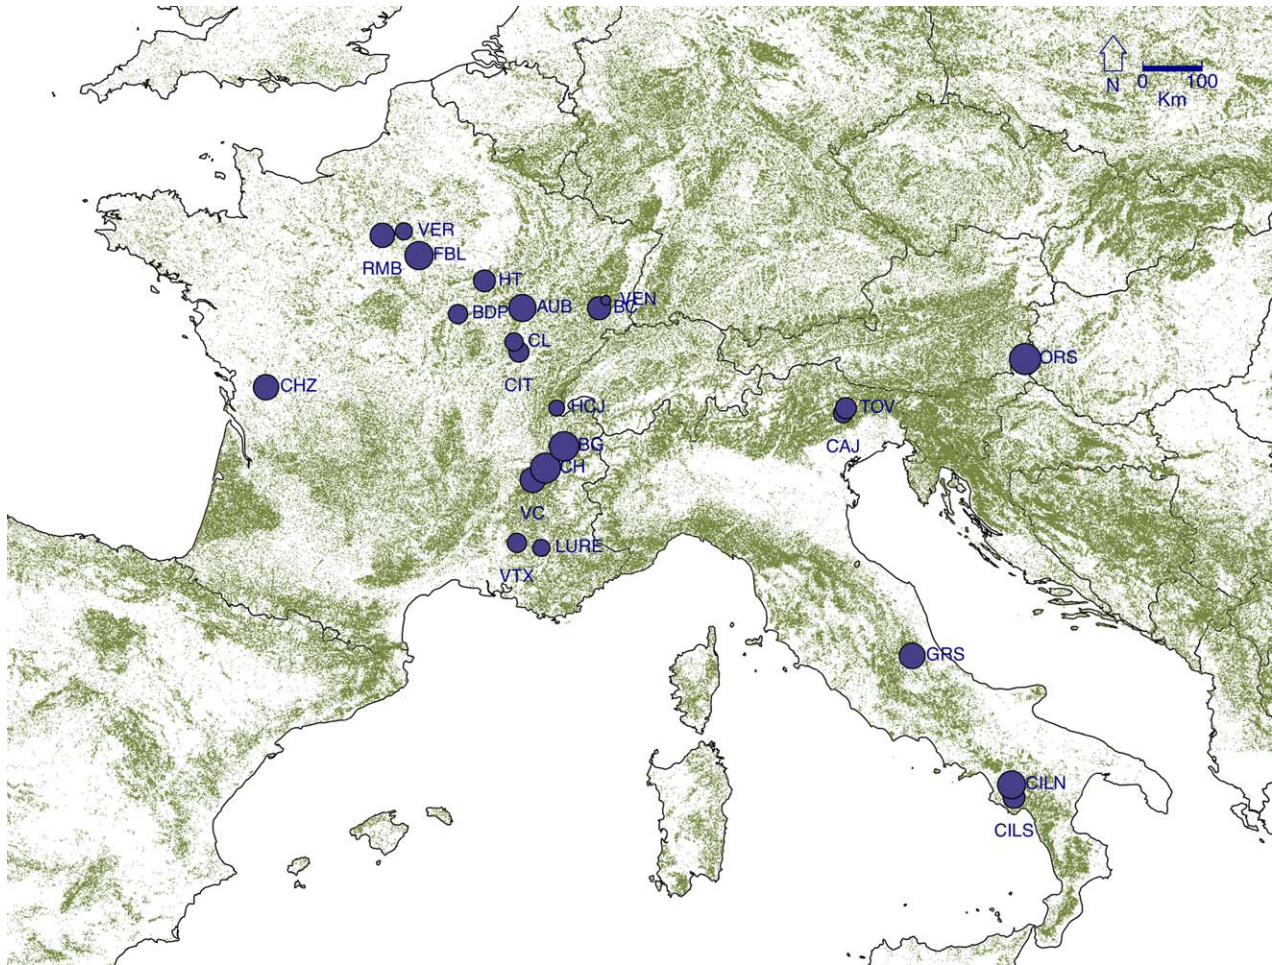 N
0 100
Km
VER
RMB
FBL
HT
VEN
BDP
AUB
BC
CL
CIT
ORS
CHZ
HCJ
TOV
CAJ
BG
CH
VC
LURE
VTX
GRS
CILN
CILS